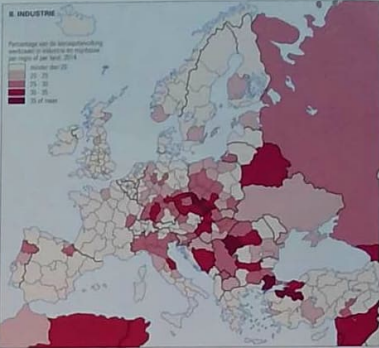 B. INDUSTRIE
Percentage van de beroepsbevolking
werkzaam in industrie en mijnbouw
per regio of per land, 2014
minder dan 20
20 - 25
25 - 30
30 - 35
35 of meer